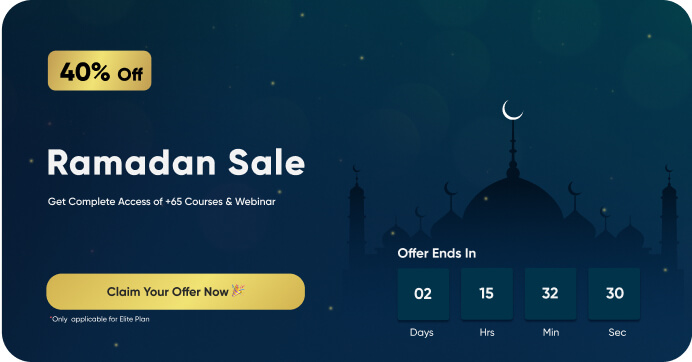 40% Off
Ramadan Sale
Get Complete Access of +65 Courses & Webinar
Offer Ends In
02 15 32 30
Days Hrs Min Sec
Claim Your Offer Now 🎉
*Only applicable for Elite Plan